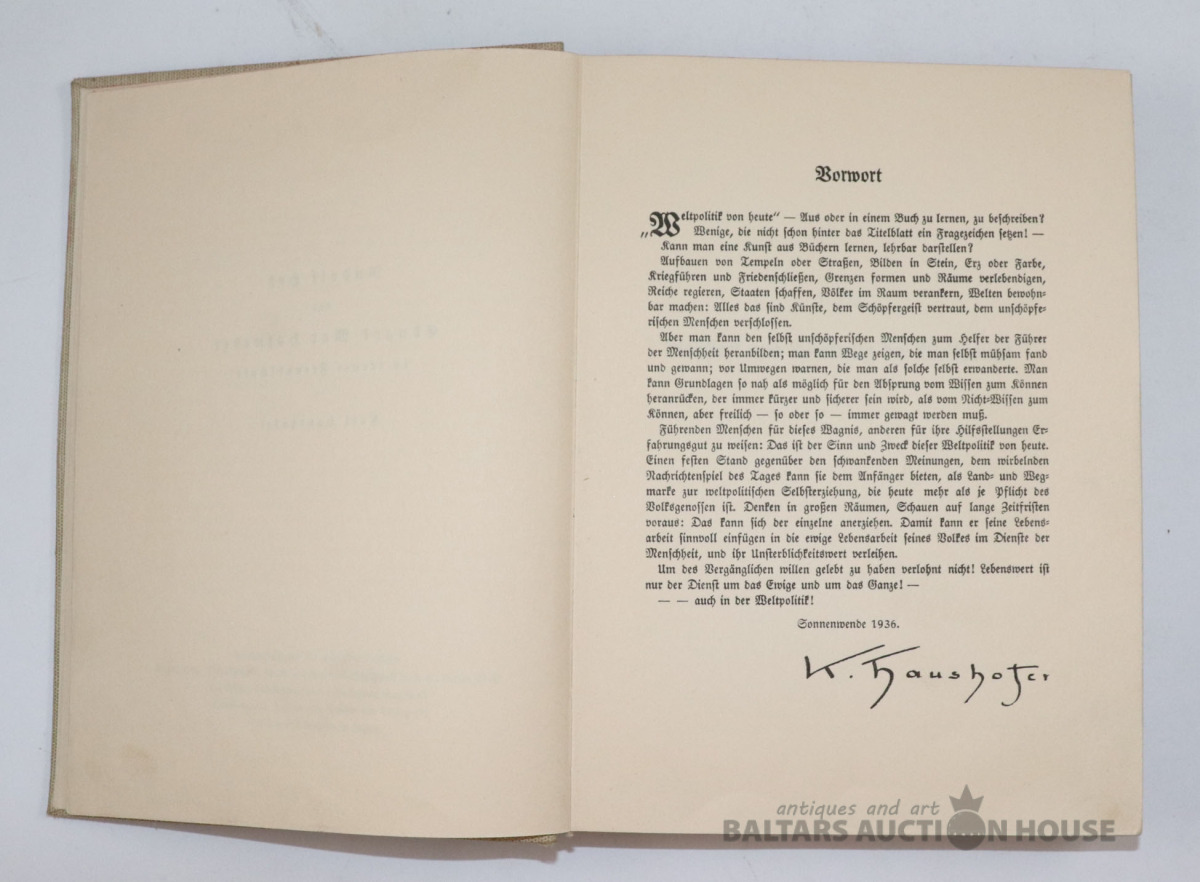 Vorwort
„Weltpolitik von heute“ — Aus oder in einem Buch zu lernen, zu beschreiben?
Wenige, die nicht schon hinter das Titelblatt ein Fragezeichen setzen! —
Kann man eine Kunst aus Büchern lernen, lehrbar darstellen?
Aufbauen von Tempeln oder Straßen, Bilden in Stein, Erz oder Farbe,
Kriegführen und Friedenschließen, Grenzen formen und Räume verlebendigen,
Reiche regieren, Staaten schaffen, Völker im Raum verankern, Welten bewohn-
bar machen: Alles das sind Künste, dem Schöpfergeist vertraut, dem unschöpfe-
rischen Menschen verschlossen.
Aber man kann den selbst unschöpferischen Menschen zum Helfer der Führer
der Menschheit heranbilden; man kann Wege zeigen, die man selbst mühsam fand
und gewann; vor Umwegen warnen, die man als solche selbst erwanderte. Man
kann Grundlagen so nah als möglich für den Absprung vom Wissen zum Können
heranrücken, der immer kürzer und sicherer sein wird, als vom Nicht-Wissen zum
Können, aber freilich — so oder so — immer gewagt werden muß.
Führenden Menschen für dieses Wagnis, anderen für ihre Hilfsstellungen Er-
fahrungsgut zu weisen: Das ist der Sinn und Zweck dieser Weltpolitik von heute.
Einen festen Stand gegenüber den schwankenden Meinungen, dem wirbelnden
Nachrichtenspiel des Tages kann sie dem Anfänger bieten, als Land- und Weg-
marke zur weltpolitischen Selbsterziehung, die heute mehr als je Pflicht des
Volksgenossen ist. Denken in großen Räumen, Schauen auf lange Zeitfristen
voraus: Das kann sich der einzelne anerziehen. Damit kann er seine Lebens-
arbeit sinnvoll einfügen in die ewige Lebensarbeit seines Volkes im Dienste der
Menschheit, und ihr Unsterblichkeitswert verleihen.
Um des Vergänglichen willen gelebt zu haben verlohnt nicht! Lebenswert ist
nur der Dienst um das Ewige und um das Ganze! —
— — auch in der Weltpolitik!
Sonnenwende 1936.
K. Haushofer
antiques and art
BALTARS AUCTION HOUSE